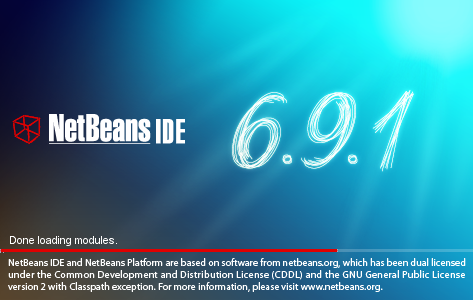 NetBeans IDE 6.9.1
Done loading modules.
NetBeans IDE and NetBeans Platform are based on software from netbeans.org, which has been dual licensed
under the Common Development and Distribution License (CDDL) and the GNU General Public License
version 2 with Classpath exception. For more information, please visit www.netbeans.org.